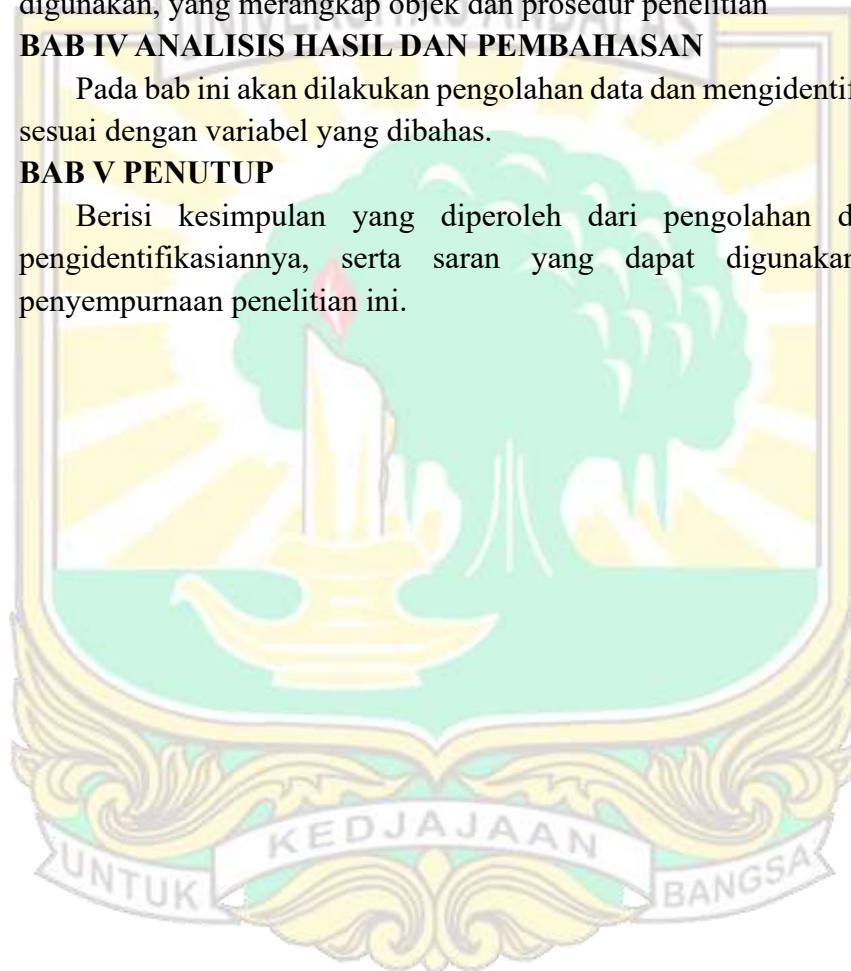 digunakan, yang merangkap objek dan prosedur penelitian
BAB IV ANALISIS HASIL DAN PEMBAHASAN
Pada bab ini akan dilakukan pengolahan data dan mengidentif
sesuai dengan variabel yang dibahas.
BAB V PENUTUP
Berisi kesimpulan yang diperoleh dari pengolahan d
pengidentifikasiannya, serta saran yang dapat digunakan
penyempurnaan penelitian ini.
UNTUK KEDJAJAAN BANGSA